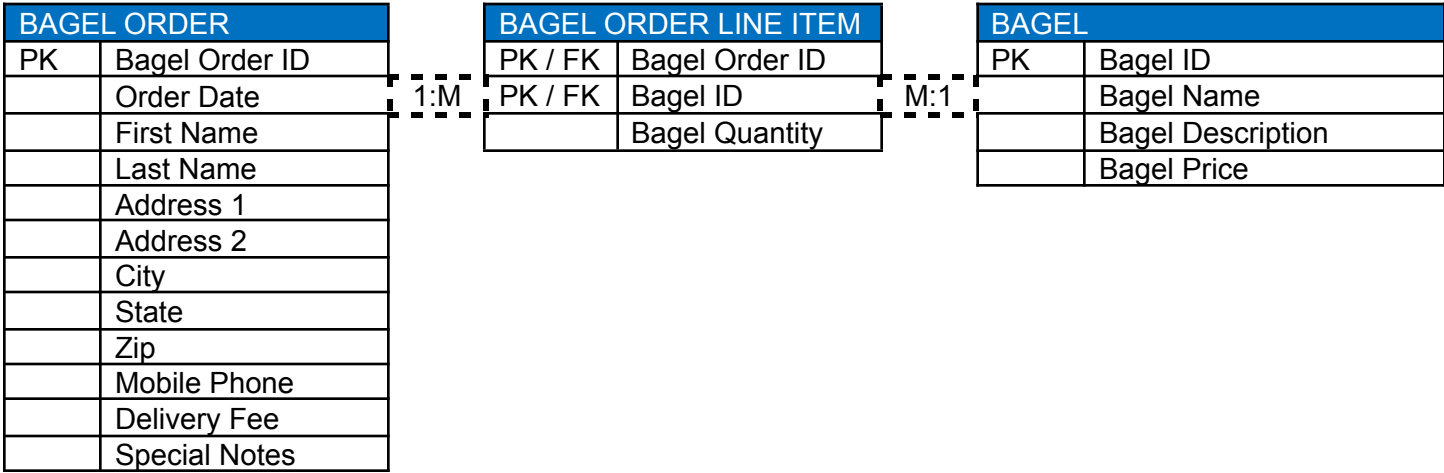 BAGEL ORDER
PK Bagel Order ID
Order Date
First Name
Last Name
Address 1
Address 2
City
State
Zip
Mobile Phone
Delivery Fee
Special Notes
1:M
BAGEL ORDER LINE ITEM
PK / FK Bagel Order ID
PK / FK Bagel ID
Bagel Quantity
M:1
BAGEL
PK Bagel ID
Bagel Name
Bagel Description
Bagel Price